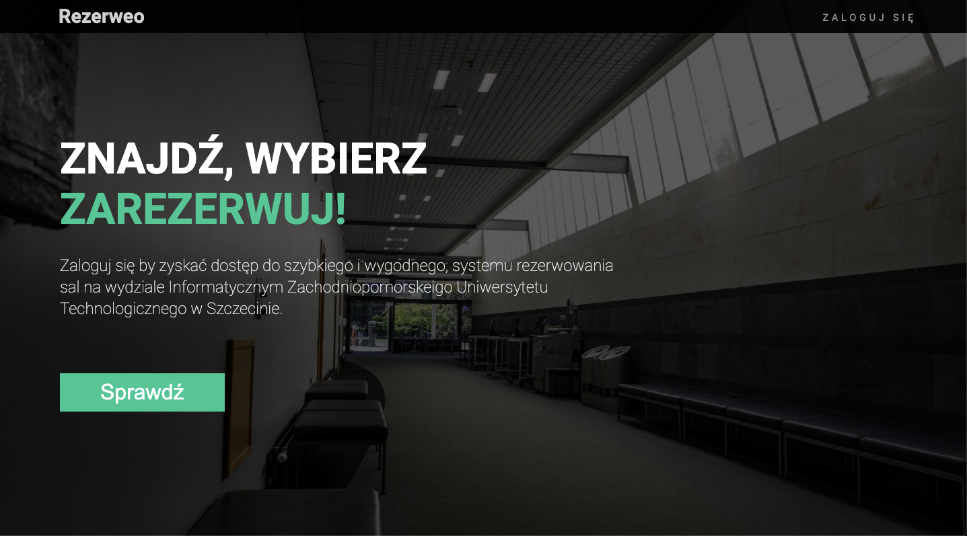 Rezerweo
ZALOGUJ SIĘ
ZNAJDŹ, WYBIERZ
ZAREZERWUJ!
Zaloguj się by zyskać dostęp do szybkiego i wygodnego, systemu rezerwowania
sal na wydziale Informatycznym Zachodniopomorskeigo Uniwersytetu
Technologicznego w Szczecinie.
Sprawdź